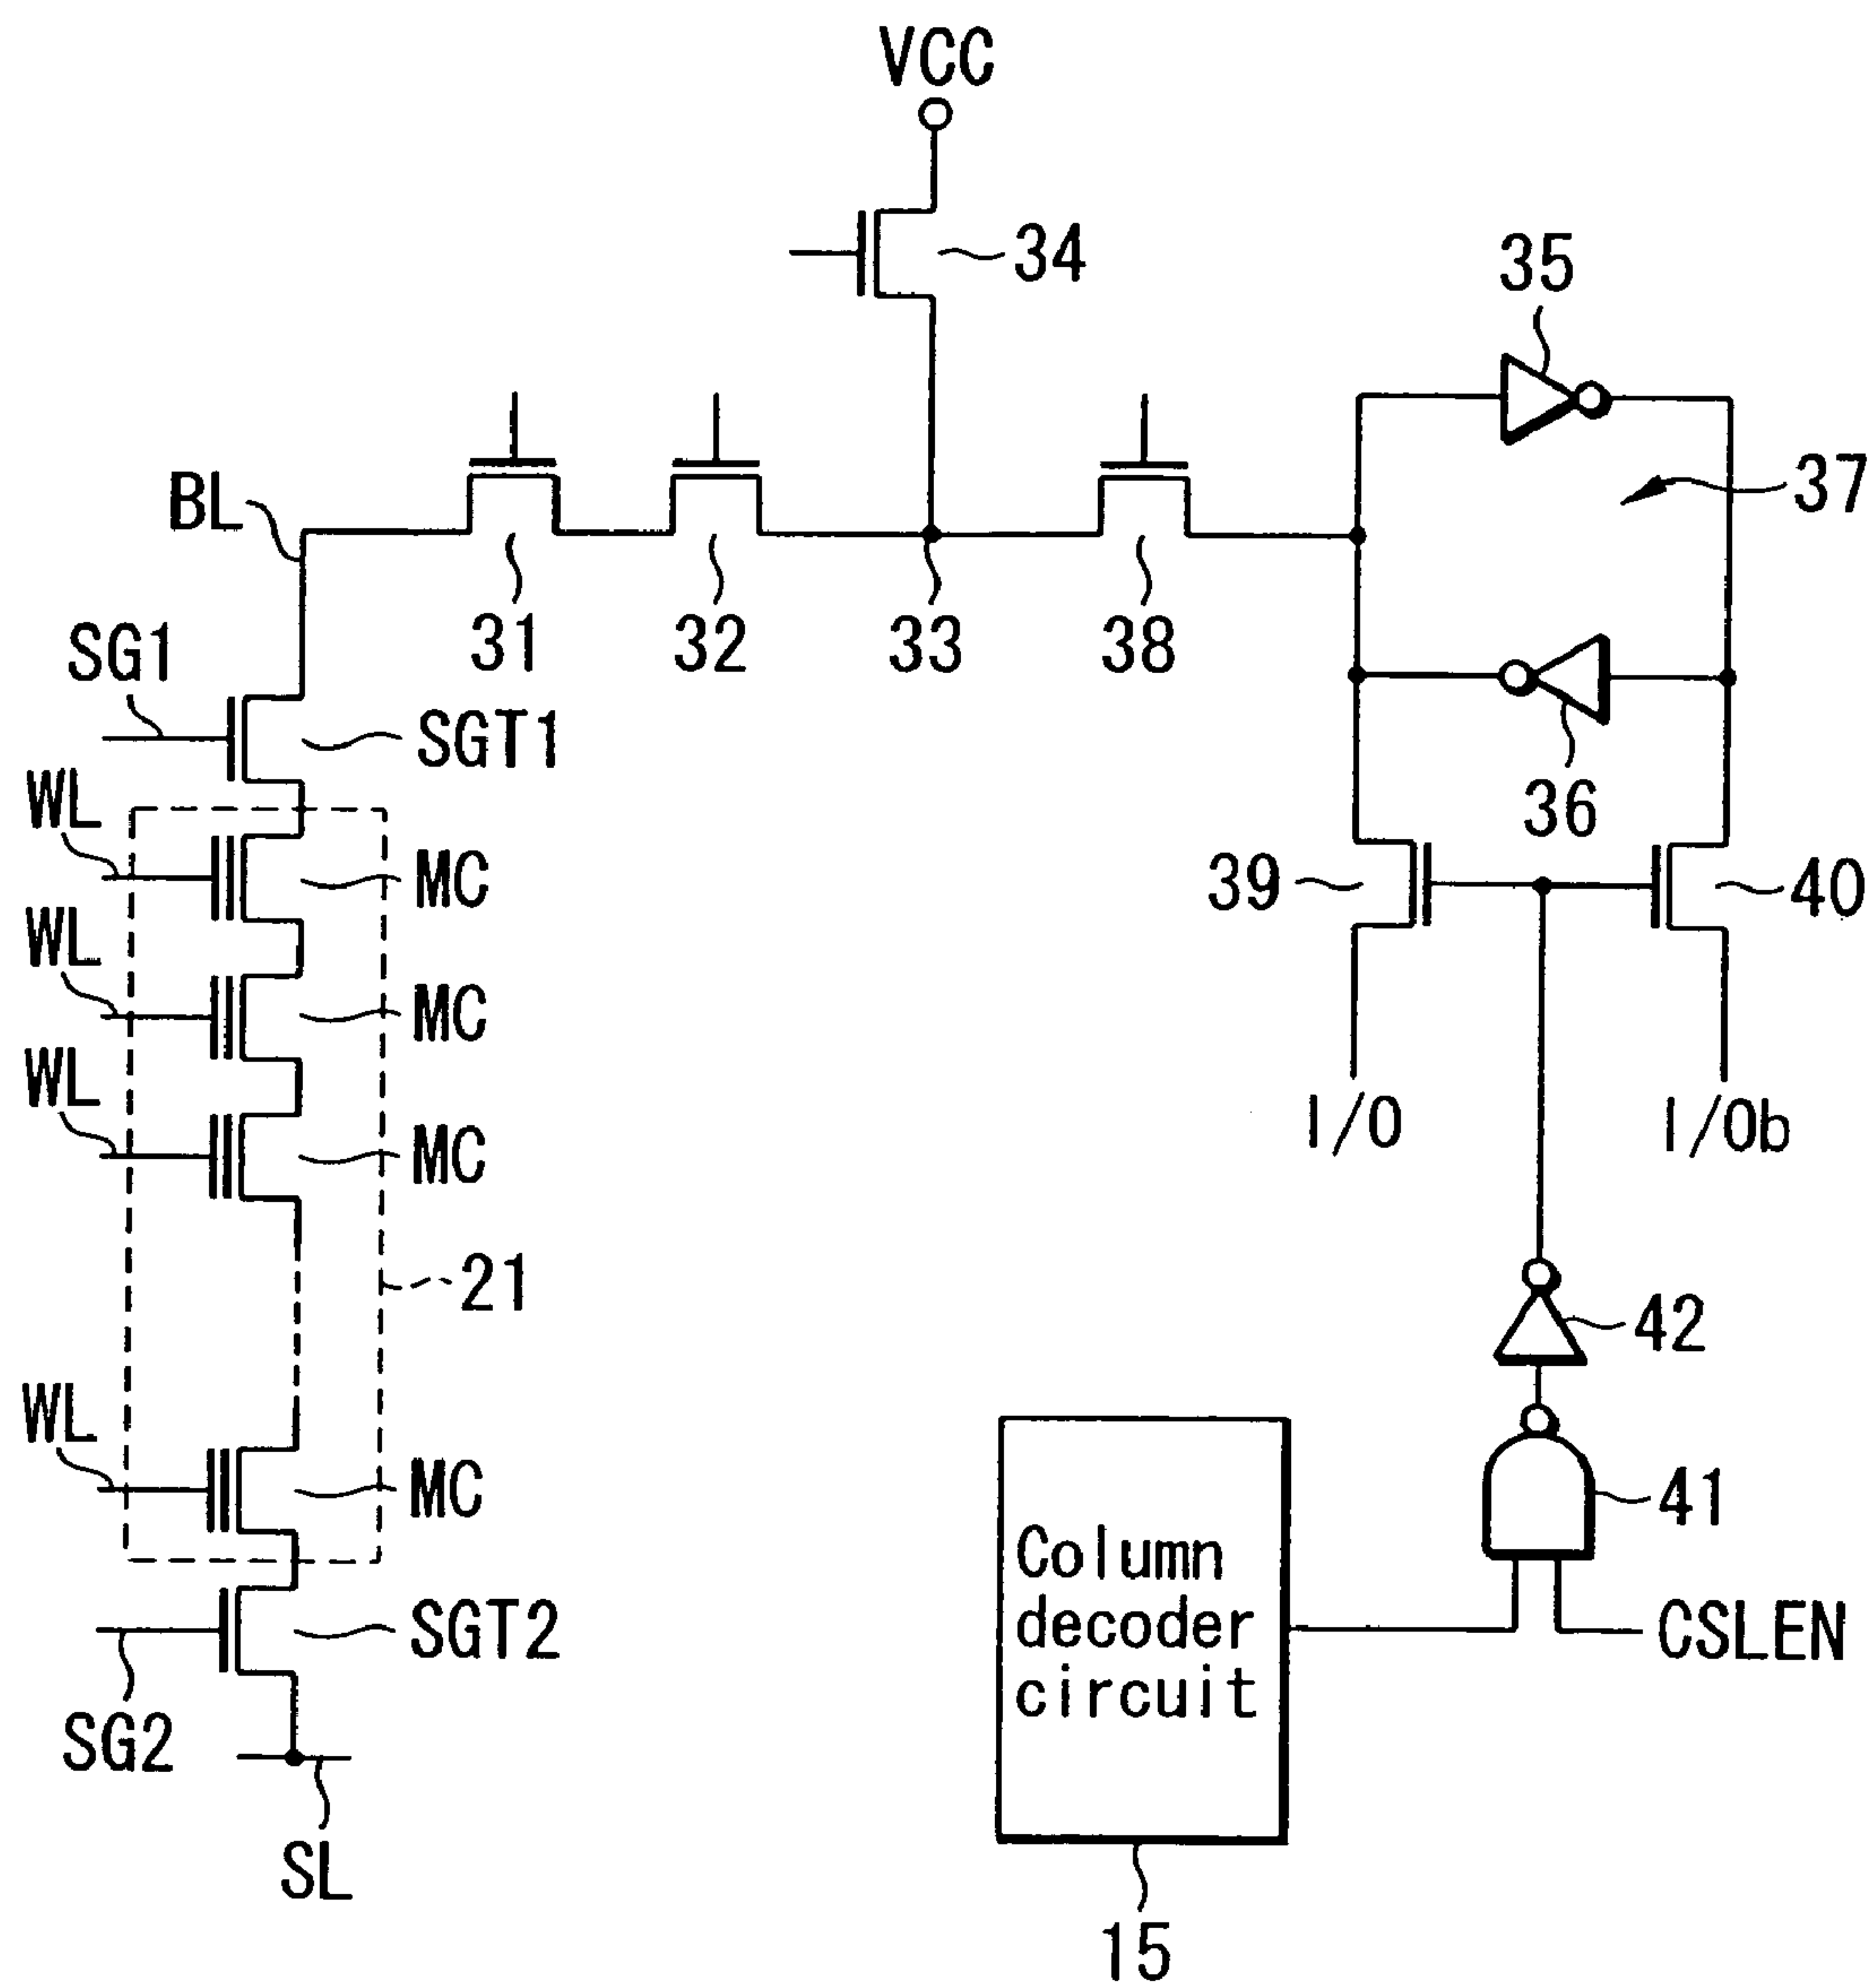 VCC
34
35
37
BL
31
32
33
38
SG1
SGT1
36
WL
MC
39
40
WL
MC
WL
MC
I/O
I/Ob
21
42
WL
MC
41
Column
decoder
circuit
SGT2
CSLEN
SG2
SL
15